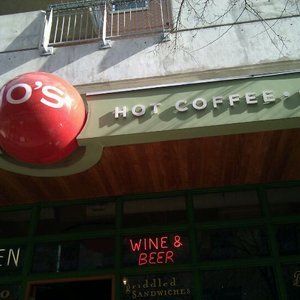 O'S
HOT COFFEE
WINE &
BEER
EN
griddled
SANDWICHES